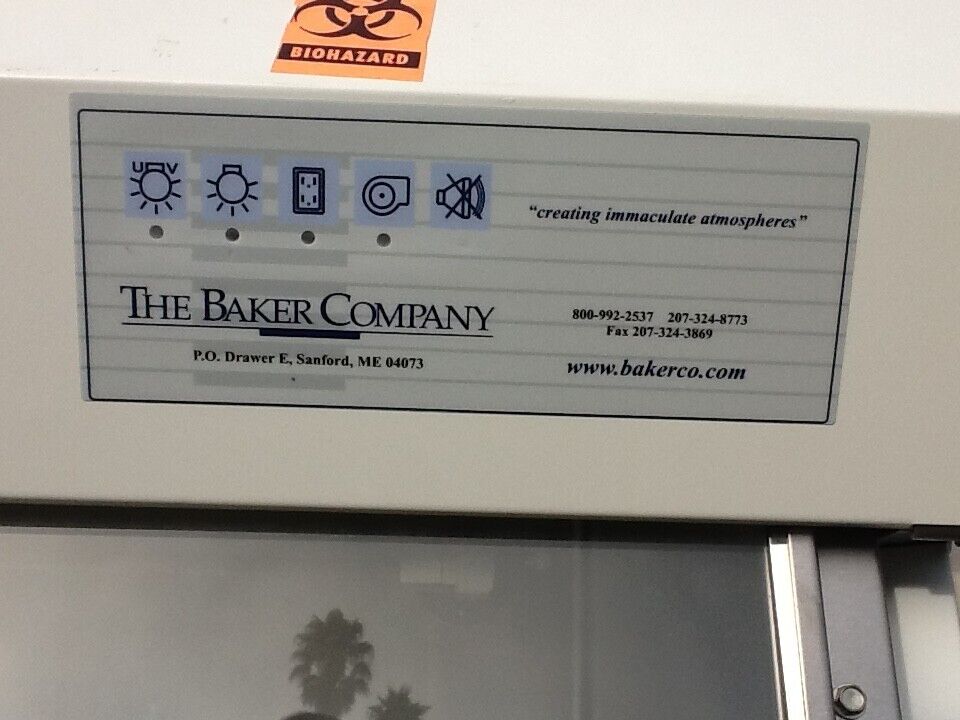 BIOHAZARD
UV
"creating immaculate atmospheres"
THE BAKER COMPANY
P.O. Drawer E, Sanford, ME 04073
800-992-2537 207-324-8773
Fax 207-324-3869
www.bakerco.com